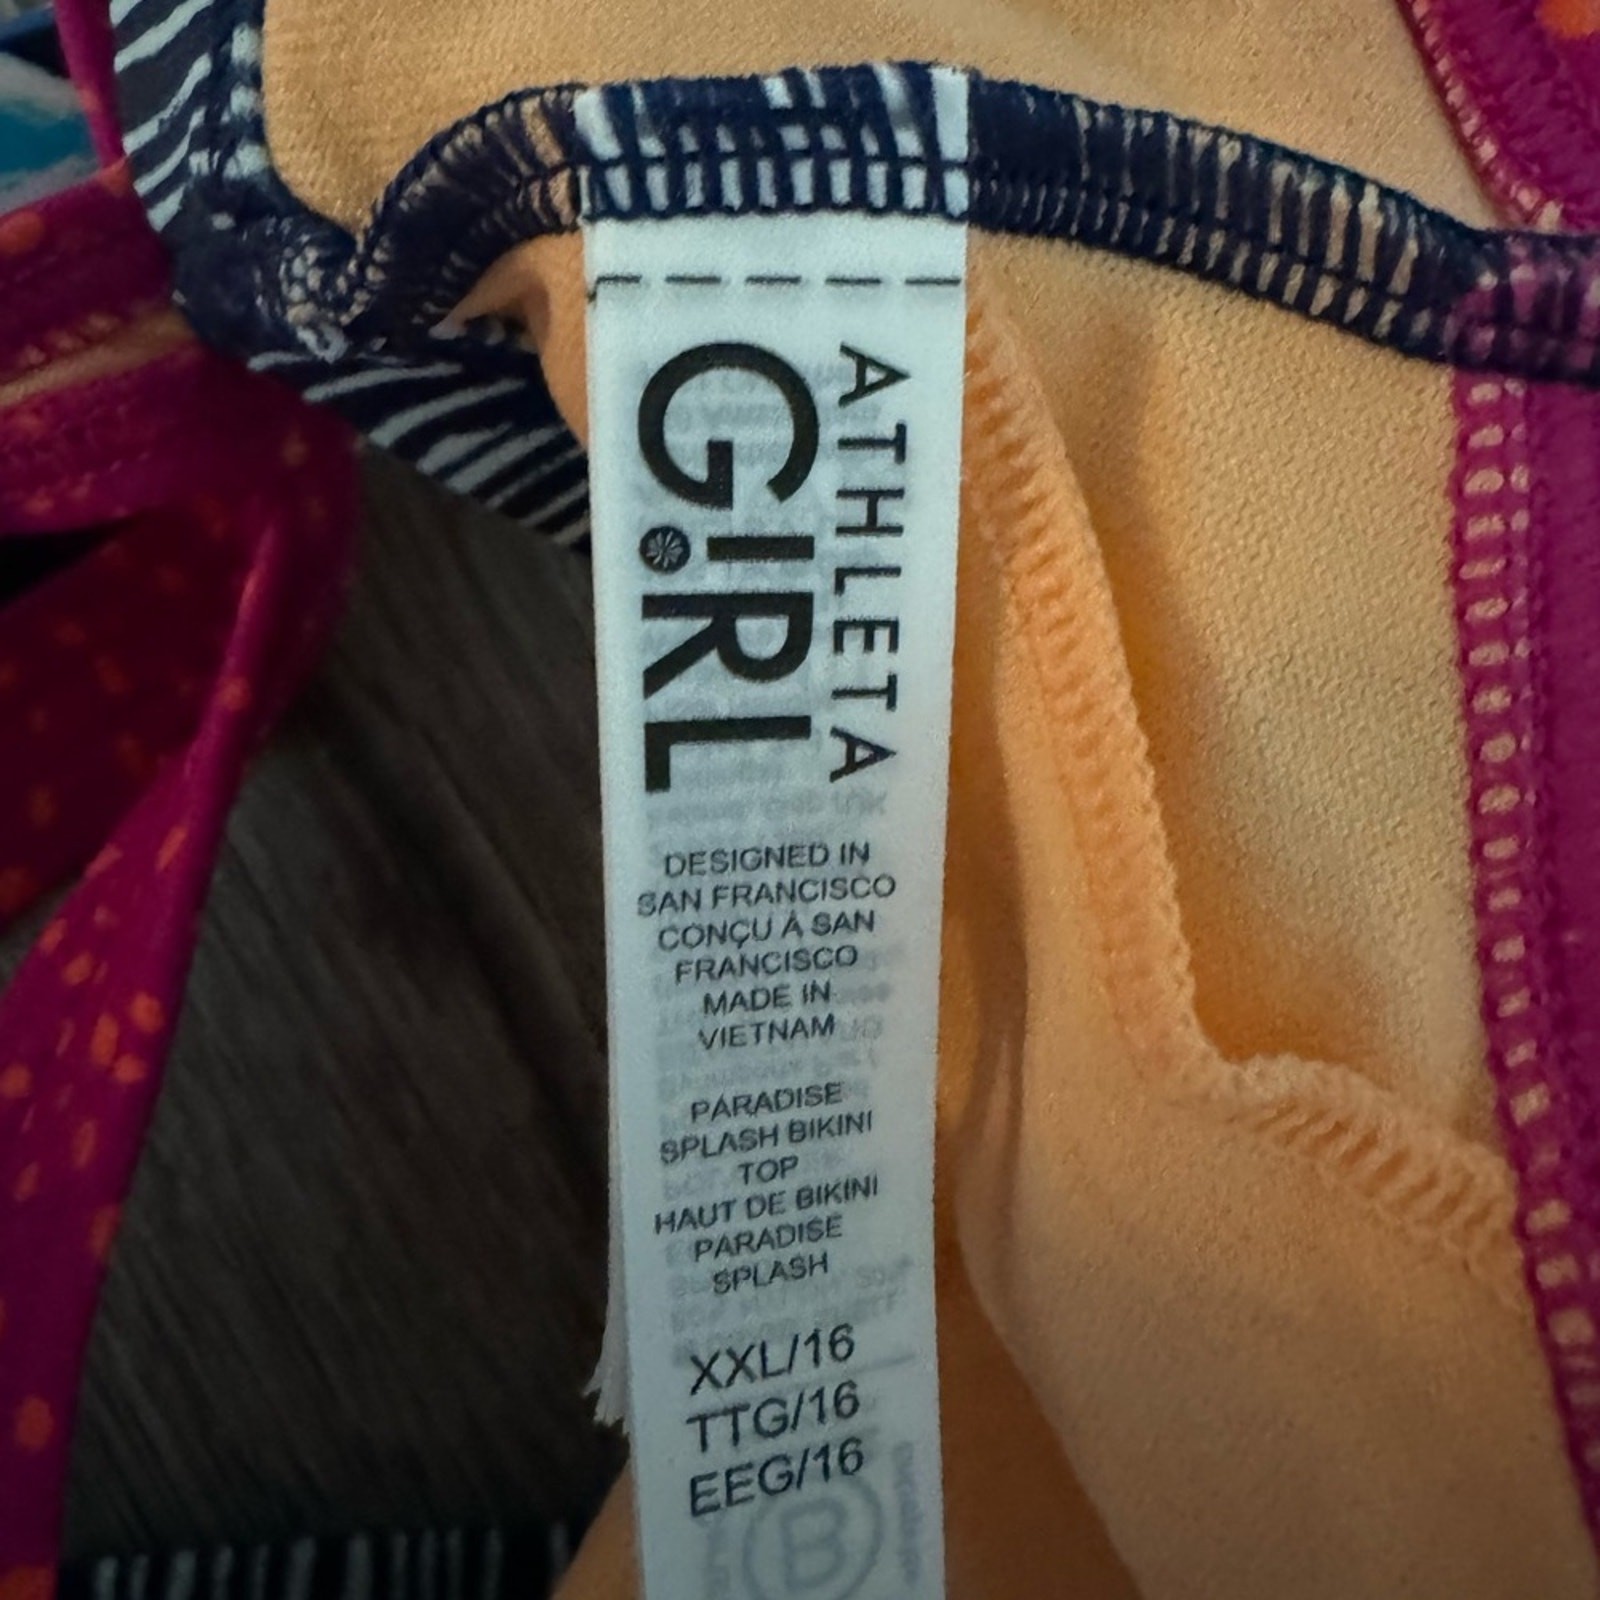 ATHLETA
GIRL
DESIGNED IN
SAN FRANCISCO
CONÇU À SAN
FRANCISCO
MADE IN
VIETNAM
PARADISE
SPLASH BIKINI
TOP
HAUT DE BIKINI
PARADISE
SPLASH
XXL/16
TTG/16
EEG/16
B